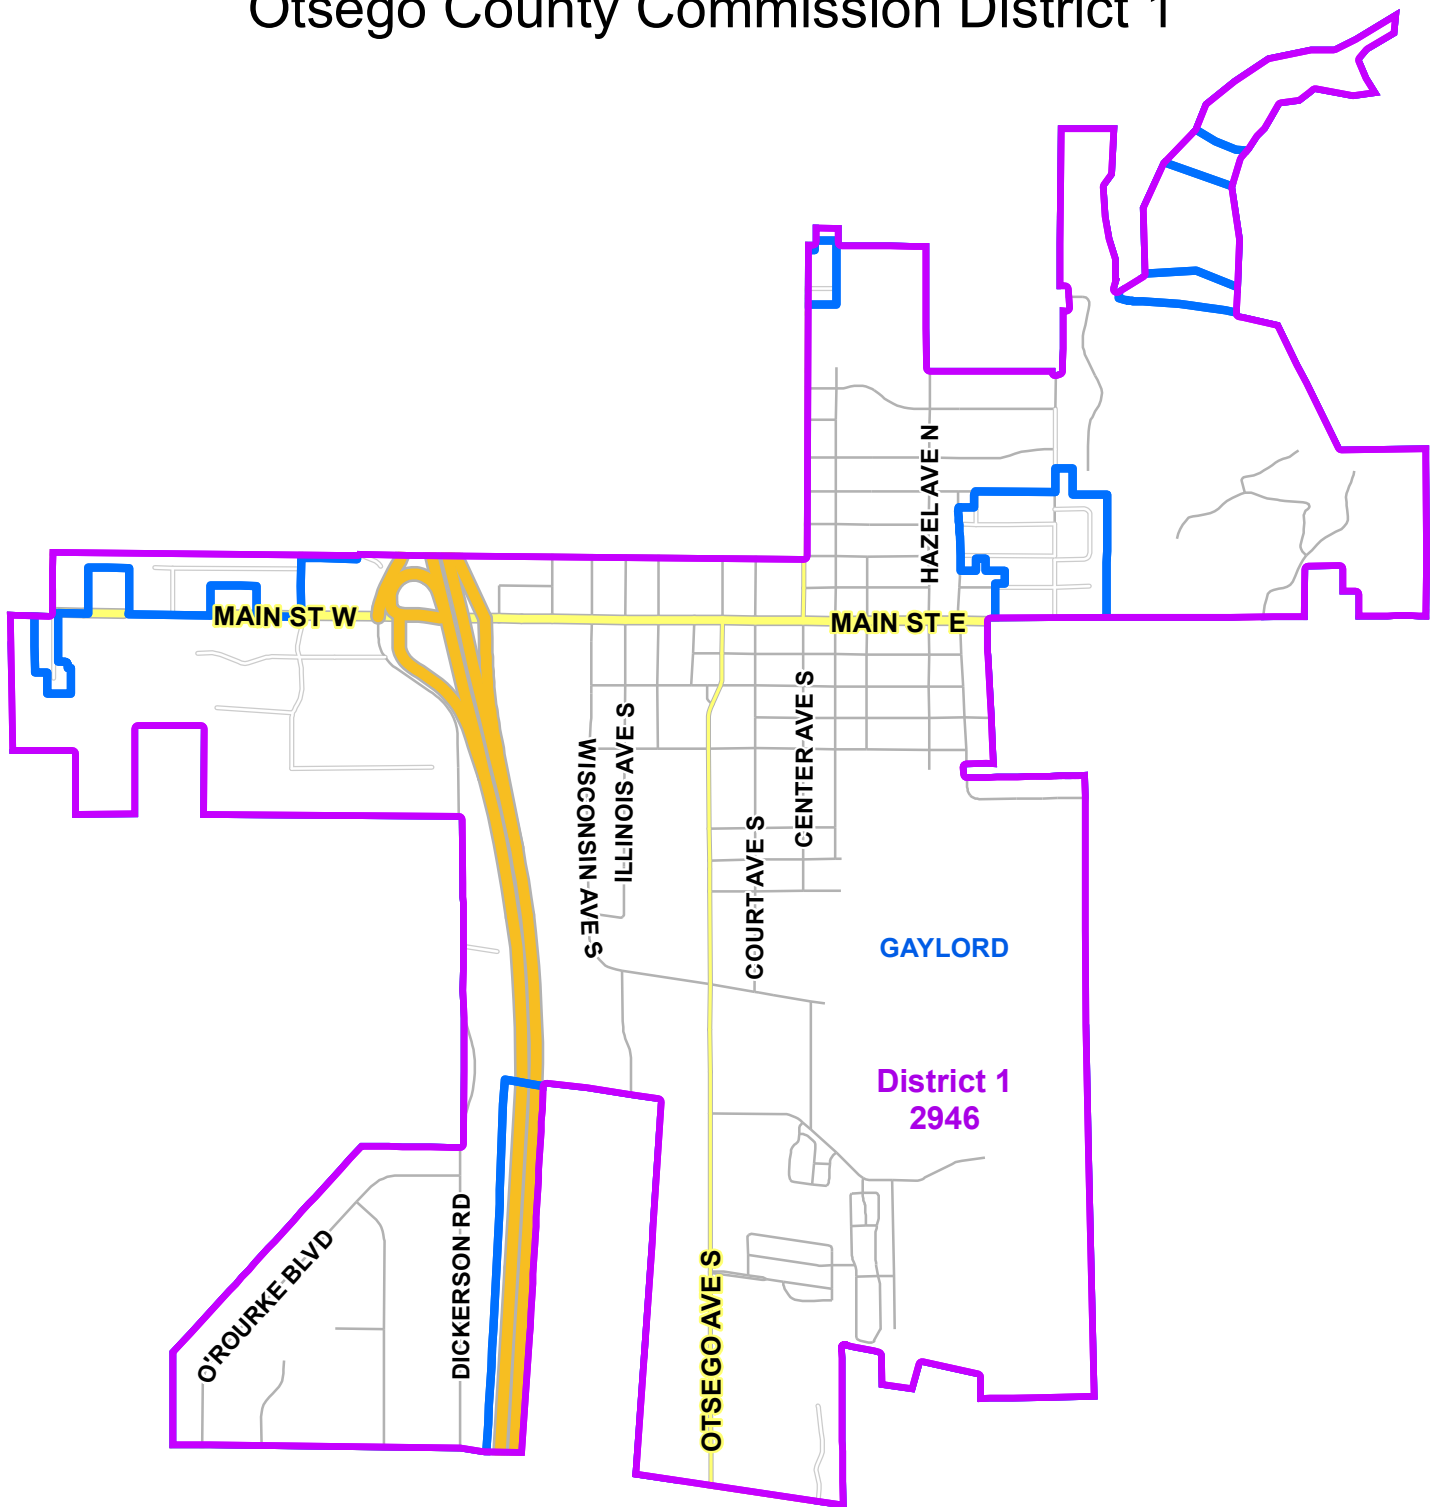 Otsego County Commission District 1
HAZEL AVE N
MAIN ST W
MAIN ST E
WISCONSIN AVE S
ILLINOIS AVE S
CENTER AVE S
COURT AVE S
GAYLORD
District 1
2946
O'ROURKE BLVD
DICKERSON RD
OTSEGO AVE S